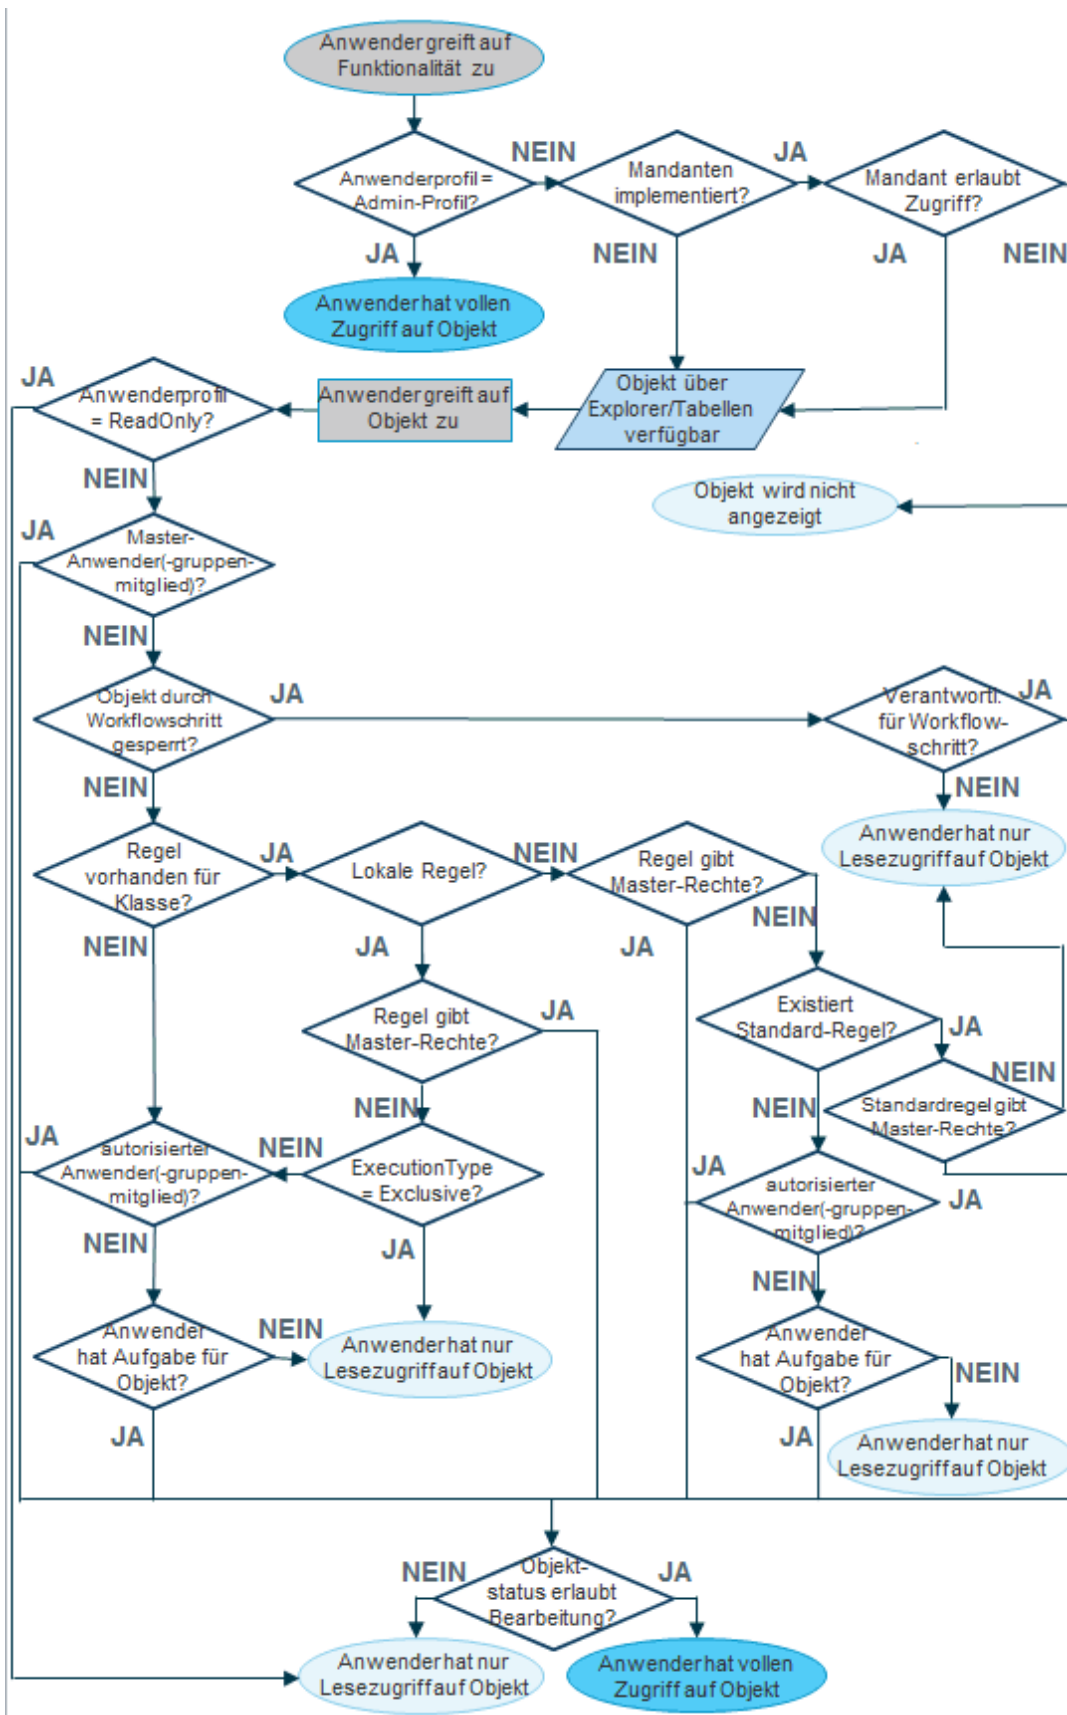 Anwender greift auf
Funktionalität zu
Anwenderprofil =
Admin-Profil?
NEIN
Mandanten
implementiert?
JA
Mandant erlaubt
Zugriff?
JA
NEIN
JA
NEIN
Anwender hat vollen
Zugriff auf Objekt
JA
Anwenderprofil
= ReadOnly?
Anwender greift auf
Objekt zu
Objekt über
Explorer/Tabellen
verfügbar
NEIN
Objekt wird nicht
angezeigt
JA
Master-
Anwender(-gruppen-
mitglied)?
NEIN
Objekt durch
Workflowschritt
gesperrt?
JA
Verantwortl.
für Workflow-
schritt?
JA
NEIN
NEIN
Anwender hat nur
Lesezugriff auf Objekt
Regel
vorhanden für
Klasse?
JA
Lokale Regel?
NEIN
Regel gibt
Master-Rechte?
NEIN
NEIN
JA
JA
Regel gibt
Master-Rechte?
JA
Existiert
Standard-Regel?
JA
NEIN
NEIN
NEIN
Standardregel gibt
Master-Rechte?
JA
autorisierter
Anwender(-gruppen-
mitglied)?
NEIN
ExecutionType
= Exclusive?
JA
autorisierter
Anwender(-gruppen-
mitglied)?
JA
NEIN
JA
NEIN
Anwender
hat Aufgabe für
Objekt?
NEIN
Anwender hat nur
Lesezugriff auf Objekt
Anwender
hat Aufgabe für
Objekt?
NEIN
JA
JA
Anwender hat nur
Lesezugriff auf Objekt
NEIN
Objekt-
status erlaubt
Bearbeitung?
JA
Anwender hat nur
Lesezugriff auf Objekt
Anwender hat vollen
Zugriff auf Objekt